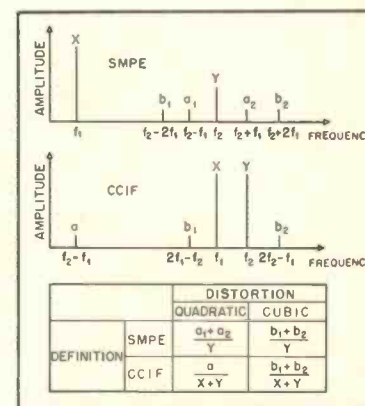 X
SMPE
Y
b₁ a₁ a₂ b₂
AMPLITUDE
f₁ f₂-2f₁ f₂-f₁ f₂ f₂+f₁ f₂+2f₁ FREQUENC
X Y
CCIF
a b₁ b₂
AMPLITUDE
f₂-f₁ 2f₁-f₂ f₁ f₂ 2f₂-f₁ FREQUENC
DISTORTION
QUADRATIC CUBIC
DEFINITION
SMPE a₁+a₂/Y b₁+b₂/Y
CCIF a/X+Y b₁+b₂/X+Y